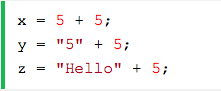 x = 5 + 5;
y = "5" + 5;
z = "Hello" + 5;